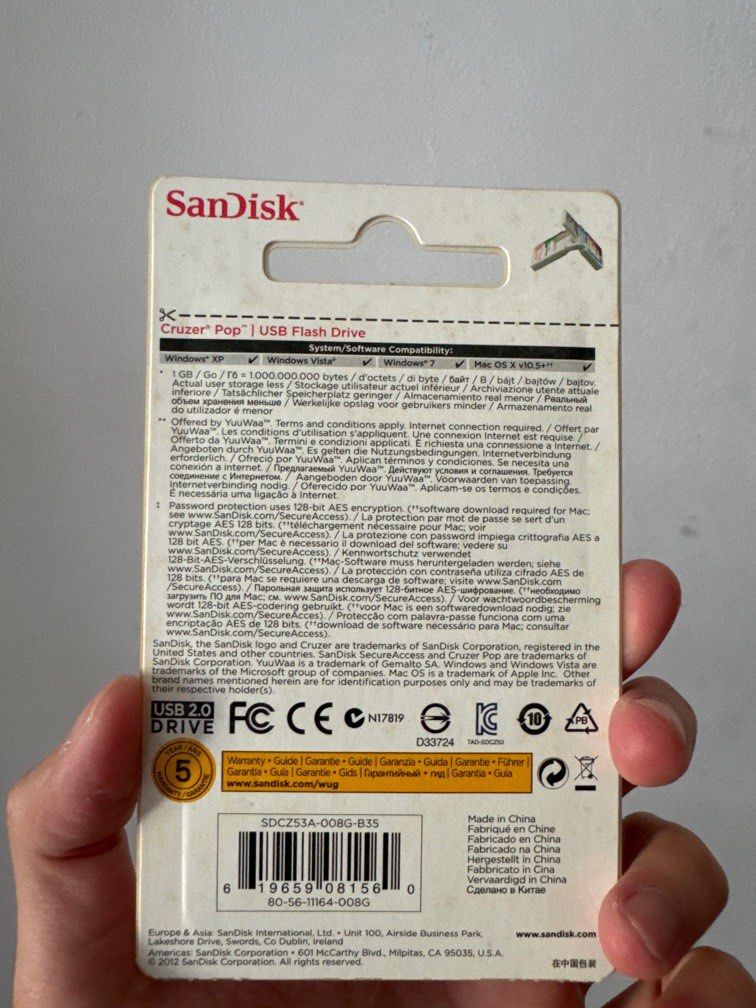 SanDisk®
Cruzer® Pop™ | USB Flash Drive
System/Software Compatibility:
Windows® XP ✔ Windows Vista® ✔ Windows® 7 ✔ Mac OS X v10.5+†† ✔
* 1 GB / Go / Гб = 1.000.000.000 bytes / d'octets / di byte / байт / B / bájt / bajtów / bajtov.
Actual user storage less / Stockage utilisateur actuel inférieur / Archiviazione utente attuale
inferiore / Tatsächlicher Speicherplatz geringer / Almacenamiento real menor / Реальный
объем хранения меньше / Werkelijke opslag voor gebruikers minder / Armazenamento real
do utilizador é menor
** Offered by YuuWaa™. Terms and conditions apply. Internet connection required. / Offert par
YuuWaa™. Les conditions d'utilisation s'appliquent. Une connexion Internet est requise. /
Offerto da YuuWaa™. Termini e condizioni applicati. È richiesta una connessione a Internet. /
Angeboten durch YuuWaa™. Es gelten die Nutzungsbedingungen. Internetverbindung
erforderlich. / Ofrecio por YuuWaa™. Aplican términos y condiciones. Se necesita una
conexión a internet. / Предлагаемый YuuWaa™. Действуют условия и соглашения. Требуется
соединение с Интернетом. / Aangeboden door YuuWaa™. Voorwaarden van toepassing.
Internetverbinding nodig. / Oferecido por YuuWaa™. Aplicam-se os termos e condições.
É necessária uma ligação à Internet.
‡ Password protection uses 128-bit AES encryption. (††software download required for Mac;
see www.SanDisk.com/SecureAccess). / La protection par mot de passe se sert d'un
cryptage AES 128 bits. (††téléchargement nécessaire pour Mac; voir
www.SanDisk.com/SecureAccess). / La protezione con password impiega crittografia AES a
128 bit AES. (††per Mac è necessario il download del software; vedere su
www.SanDisk.com/SecureAccess). / Kennwortschutz verwendet
128-Bit-AES-Verschlüsselung. (††Mac-Software muss heruntergeladen werden; siehe
www.SanDisk.com/SecureAccess). / La protección con contraseña utiliza cifrado AES de
128 bits. (††para Mac se requiere una descarga de software; visite www.SanDisk.com
/SecureAccess). / Парольная защита использует 128-битное AES-шифрование. (††необходимо
загрузить ПО для Mac; см. www.SanDisk.com/SecureAccess). / Voor wachtwoordbescherming
wordt 128-bit AES-codering gebruikt. (††voor Mac is een softwaredownload nodig; zie
www.SanDisk.com/SecureAcces). / Protecção com palavra-passe funciona com uma
encriptação AES de 128 bits. (††download de software necessário para Mac; consultar
www.SanDisk.com/SecureAccess).
SanDisk, the SanDisk logo and Cruzer are trademarks of SanDisk Corporation, registered in the
United States and other countries. SanDisk SecureAccess and Cruzer Pop are trademarks of
SanDisk Corporation. YuuWaa is a trademark of Gemalto SA. Windows and Windows Vista are
trademarks of the Microsoft group of companies. Mac OS is a trademark of Apple Inc. Other
brand names mentioned herein are for identification purposes only and may be trademarks of
their respective holder(s).
USB 2.0
DRIVE
FC CE N17819 D33724 TAD-SDCZ53 10 PB
YEAR / ANS
5
WARRANTY / GARANTIE
Warranty • Guide | Garantie • Guide | Garanzia • Guida | Garantie • Führer |
Garantía • Guía | Garantie • Gids | Гарантийный • гид | Garantia • Guia
www.sandisk.com/wug
SDCZ53A-008G-B35
6 19659 08156 0
80-56-11164-008G
Made in China
Fabriqué en Chine
Fabricado en China
Fabricado na China
Hergestellt in China
Fabbricato in Cina
Vervaardigd in China
Сделано в Китае
Europe & Asia: SanDisk International, Ltd. • Unit 100, Airside Business Park,
Lakeshore Drive, Swords, Co Dublin, Ireland
Americas: SanDisk Corporation • 601 McCarthy Blvd., Milpitas, CA 95035, U.S.A.
© 2012 SanDisk Corporation. All rights reserved.
www.sandisk.com
在中国包装